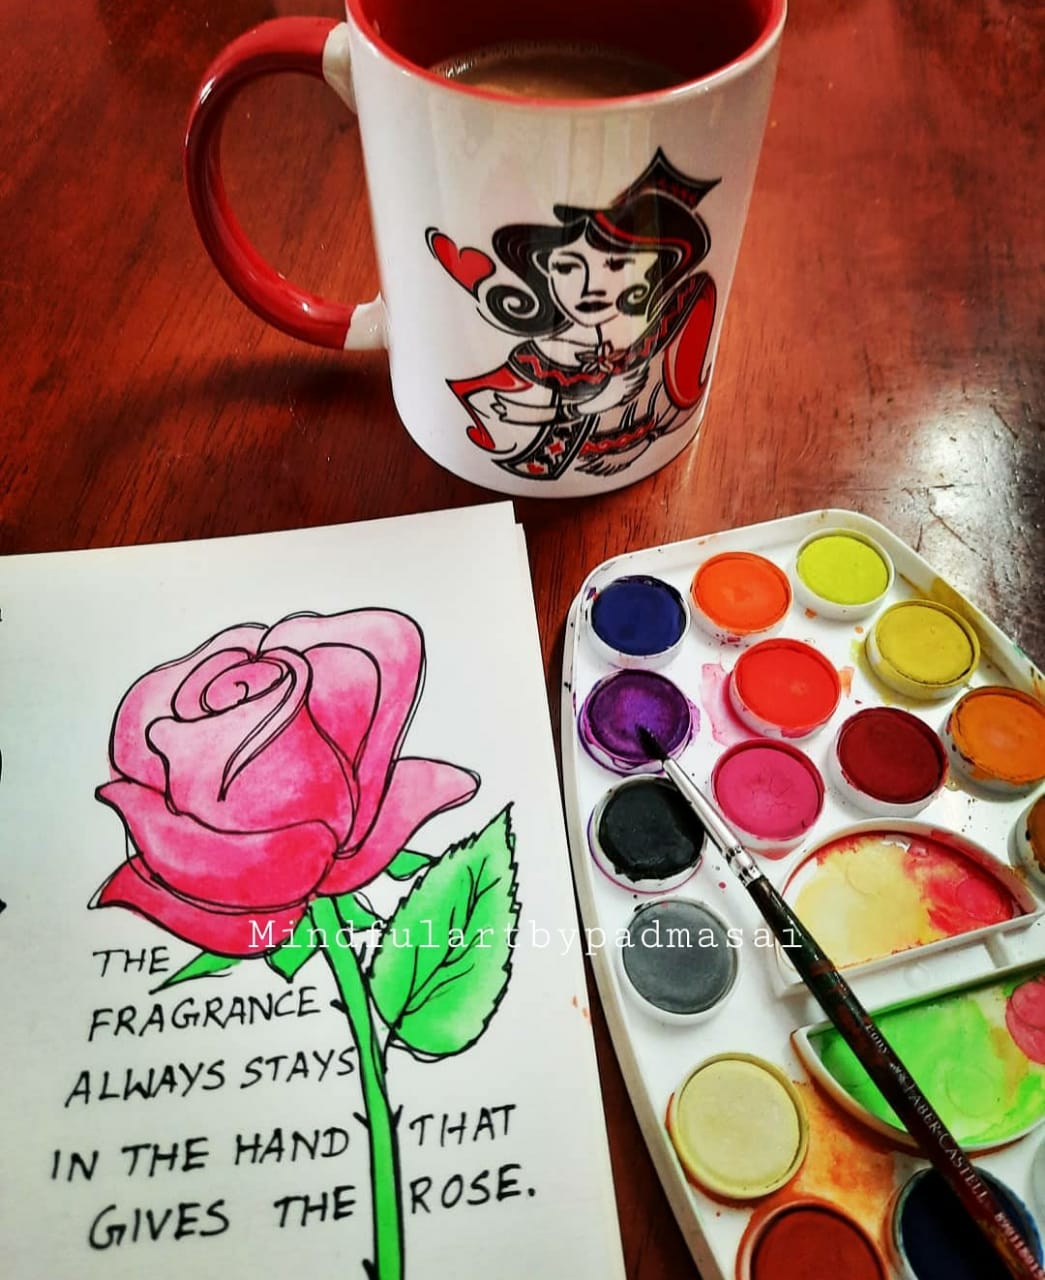 Mindfulartbypadmasai
THE
FRAGRANCE
ALWAYS STAYS
IN THE HAND THAT
GIVES THE ROSE.
FABER-CASTELL